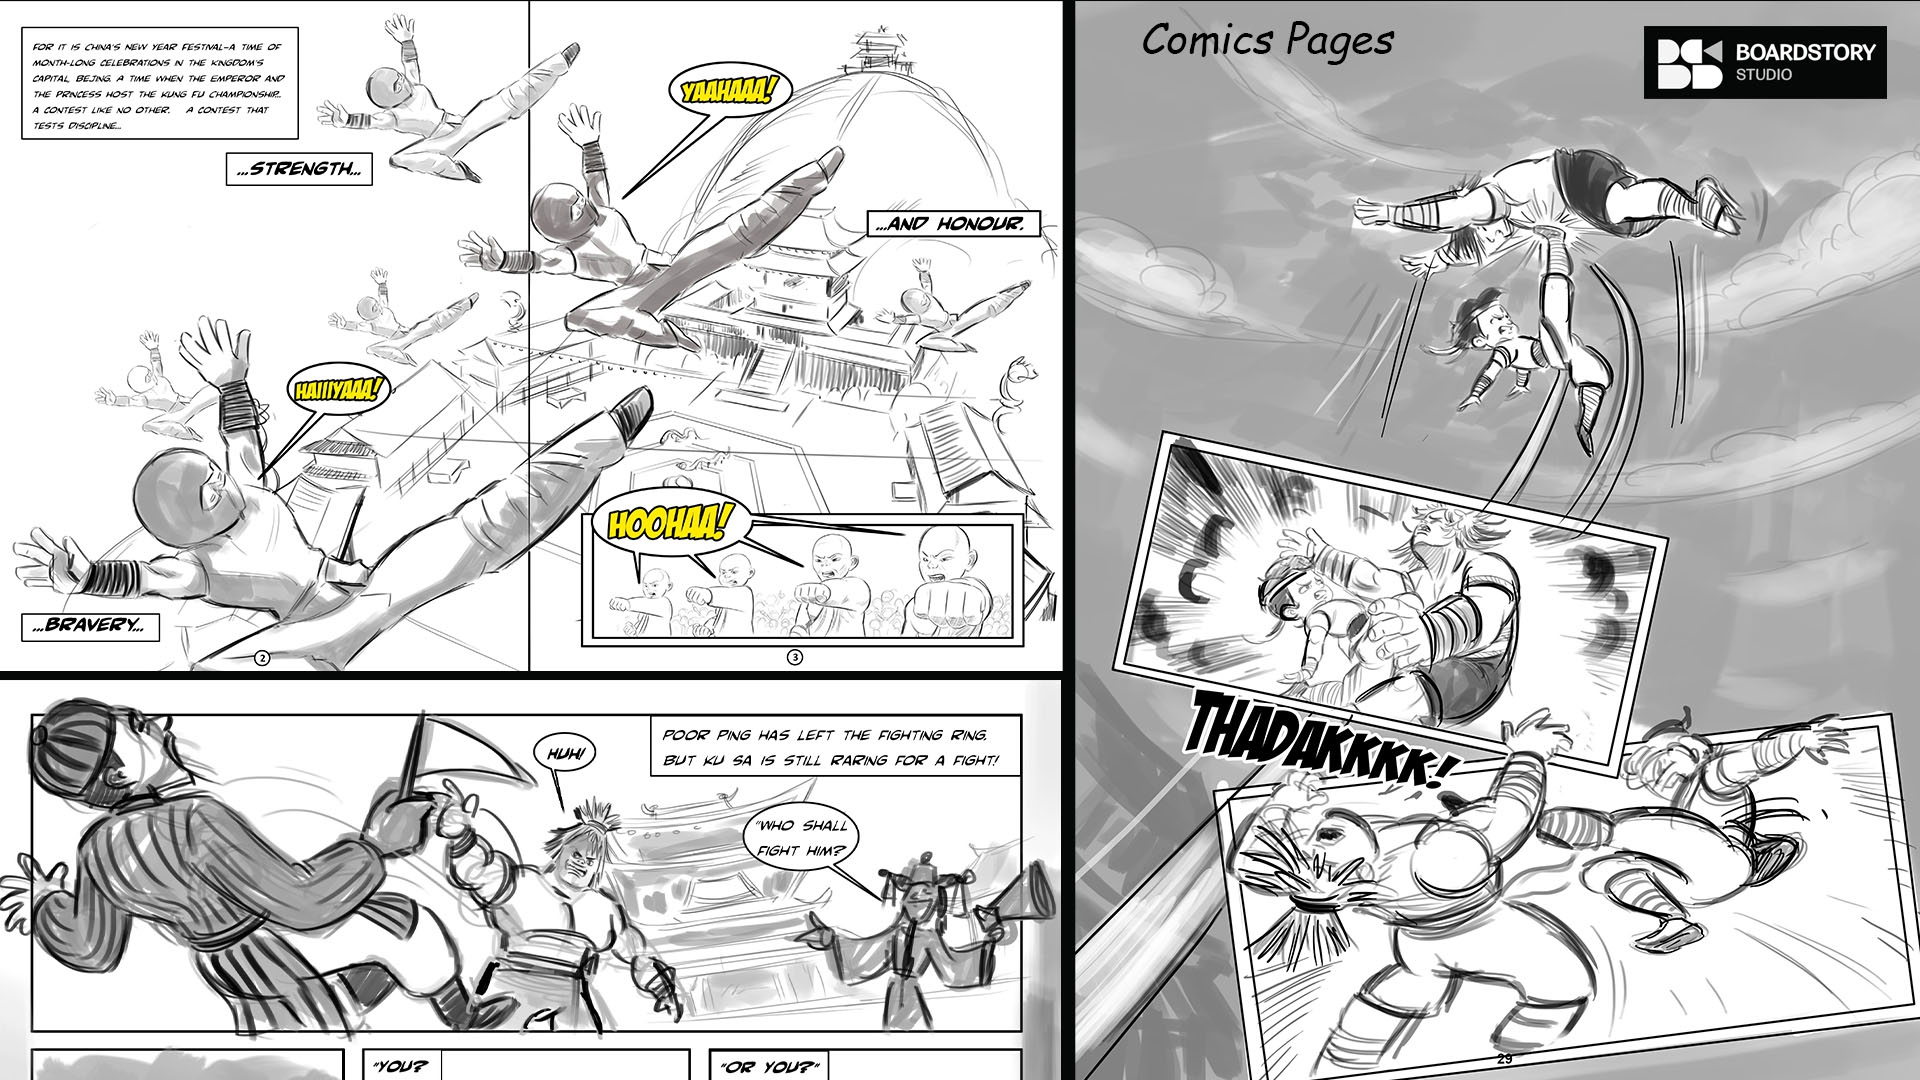 FOR IT IS CHINA'S NEW YEAR FESTIVAL-A TIME OF
MONTH-LONG CELEBRATIONS IN THE KINGDOM'S
CAPITAL, BEJING. A TIME WHEN THE EMPEROR AND
THE PRINCESS HOST THE KUNG FU CHAMPIONSHIP...
A CONTEST LIKE NO OTHER. A CONTEST THAT
TESTS DISCIPLINE...
...STRENGTH...
YAAHAAA!
...AND HONOUR.
HAIIIYAAA!
HOOHAA!
...BRAVERY...
2
3
HUH!
POOR PING HAS LEFT THE FIGHTING RING.
BUT KU SA IS STILL RARING FOR A FIGHT!
"WHO SHALL
FIGHT HIM?
"YOU?
"OR YOU?"
Comics Pages
BOARDSTORY
STUDIO
THADAKKKK!
29